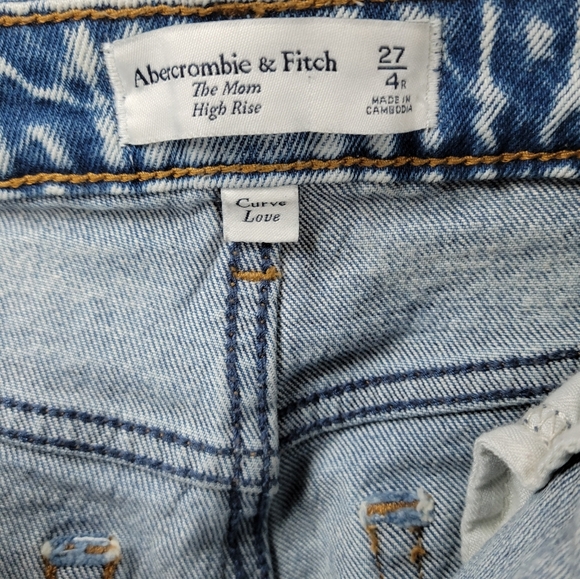 Abercrombie & Fitch
The Mom
High Rise
27
4R
MADE IN
CAMBODIA
Curve
Love